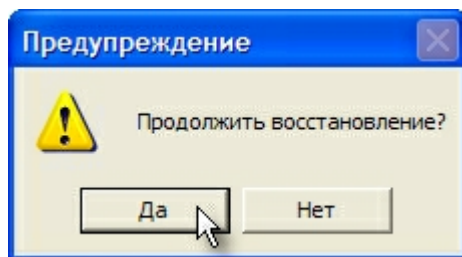 Предупреждение
Продолжить восстановление?
Да
Нет